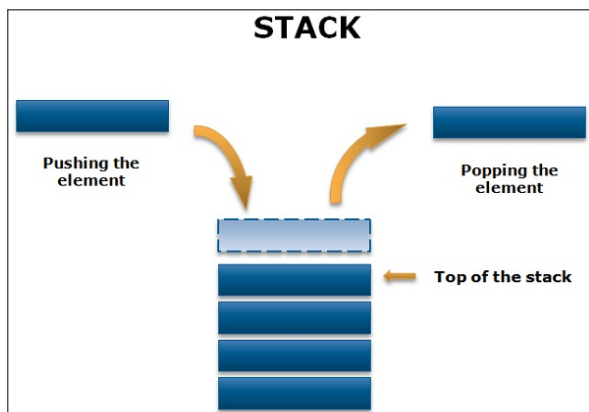 STACK
Pushing the
element
Popping the
element
Top of the stack